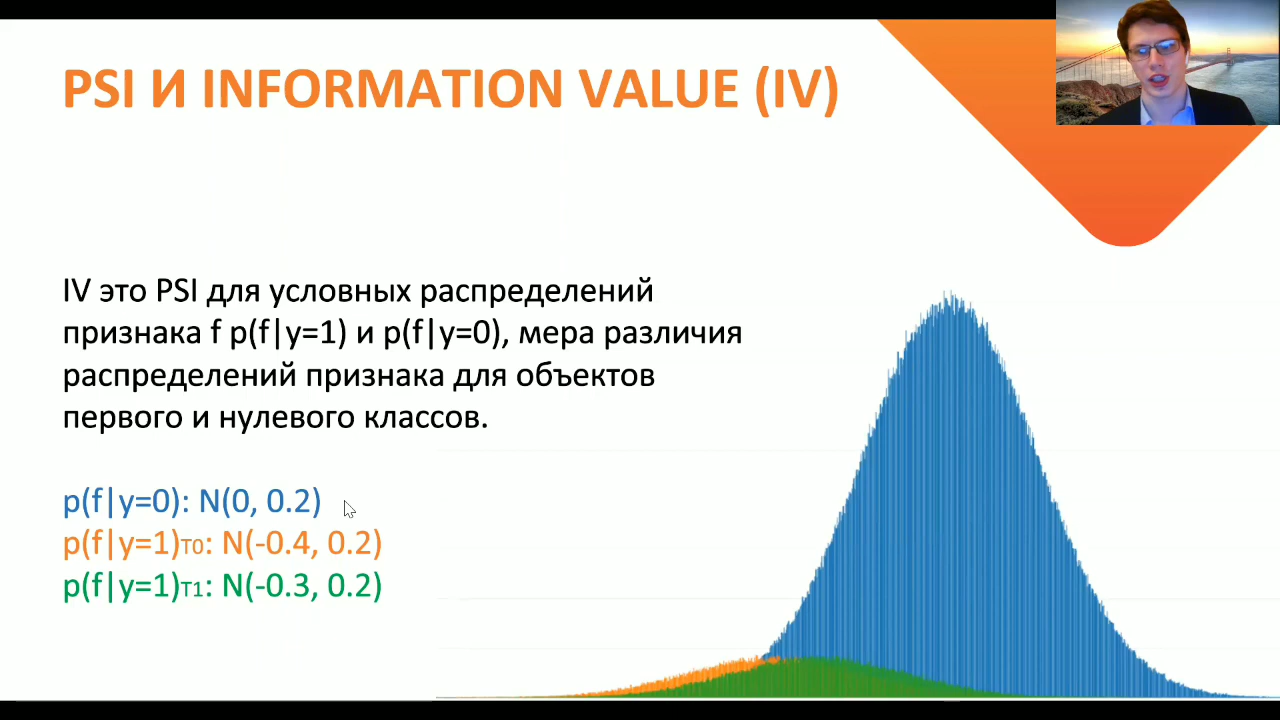 PSI И INFORMATION VALUE (IV)
IV это PSI для условных распределений
признака f p(f|y=1) и p(f|y=0), мера различия
распределений признака для объектов
первого и нулевого классов.
p(f|y=0): N(0, 0.2)
p(f|y=1)T0: N(-0.4, 0.2)
p(f|y=1)T1: N(-0.3, 0.2)